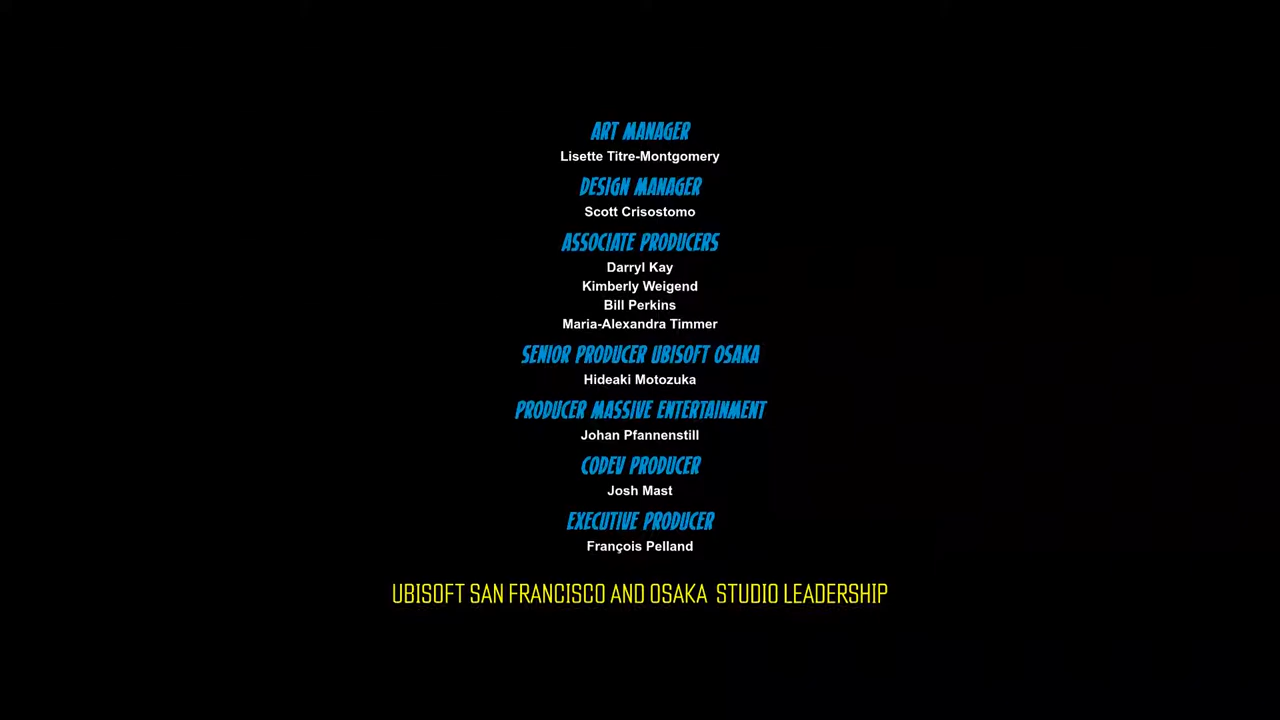 ART MANAGER
Lisette Titre-Montgomery
DESIGN MANAGER
Scott Crisostomo
ASSOCIATE PRODUCERS
Darryl Kay
Kimberly Weigend
Bill Perkins
Maria-Alexandra Timmer
SENIOR PRODUCER UBISOFT OSAKA
Hideaki Motozuka
PRODUCER MASSIVE ENTERTAINMENT
Johan Pfannenstill
CODEV PRODUCER
Josh Mast
EXECUTIVE PRODUCER
François Pelland
UBISOFT SAN FRANCISCO AND OSAKA STUDIO LEADERSHIP